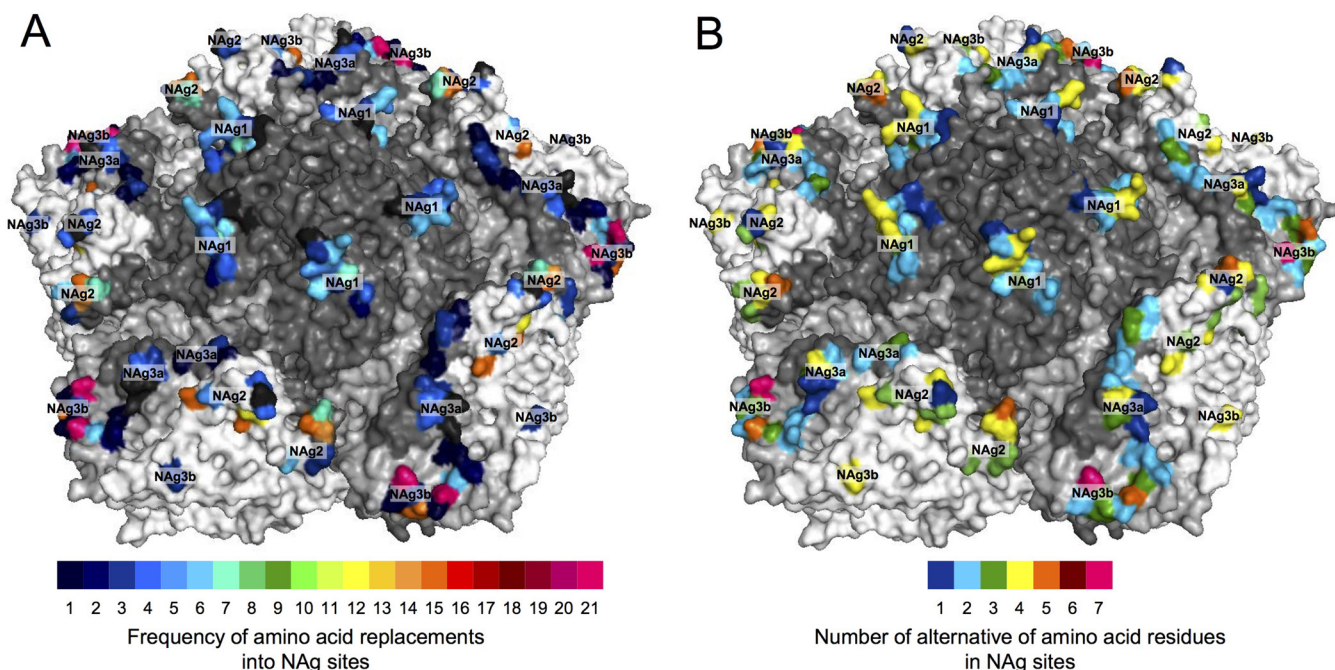 A
NAg2
NAg3b
NAg3b
NAg3a
NAg2
NAg2
NAg1
NAg1
NAg3b
NAg2
NAg3b
NAg3a
NAg3a
NAg1
NAg3b
NAg2
NAg1
NAg3b
NAg1
NAg2
NAg2
NAg2
NAg3a
NAg3a
NAg2
NAg3b
NAg3a
NAg3b
NAg2
NAg3b
NAg3b
1 2 3 4 5 6 7 8 9 10 11 12 13 14 15 16 17 18 19 20 21
Frequency of amino acid replacements
into NAg sites
B
NAg2
NAg3b
NAg3b
NAg3a
NAg2
NAg2
NAg1
NAg1
NAg3b
NAg2
NAg3b
NAg3a
NAg3a
NAg1
NAg3b
NAg2
NAg1
NAg3b
NAg1
NAg2
NAg2
NAg2
NAg3a
NAg3a
NAg2
NAg3b
NAg3a
NAg3b
NAg2
NAg3b
NAg3b
1 2 3 4 5 6 7
Number of alternative of amino acid residues
in NAg sites